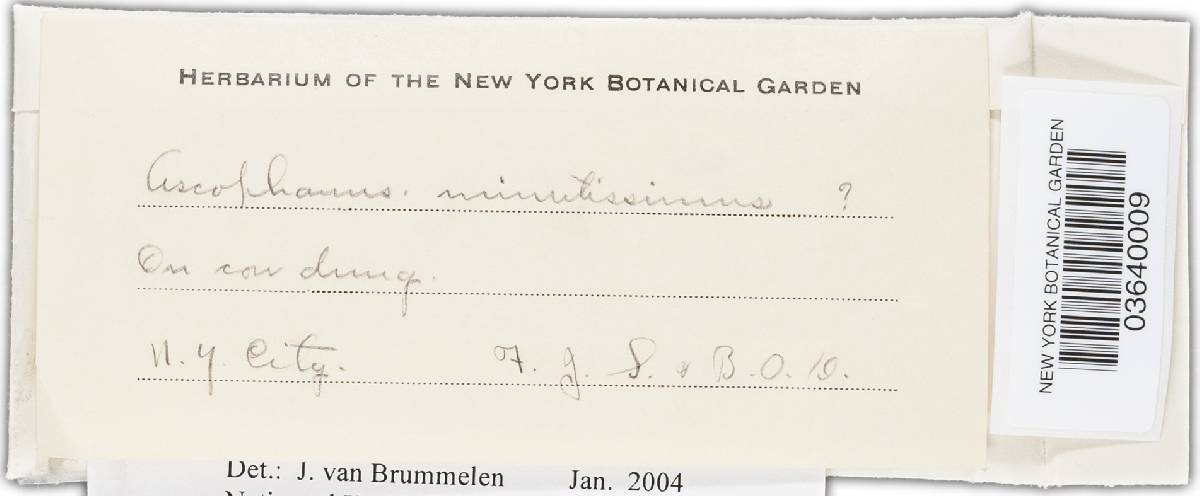 HERBARIUM OF THE NEW YORK BOTANICAL GARDEN
Ascophanus minutissimus ?
On cow dung.
N. Y. City. F. J. S. & B. O. D.
NEW YORK BOTANICAL GARDEN
03640009
Det.: J. van Brummelen Jan. 2004